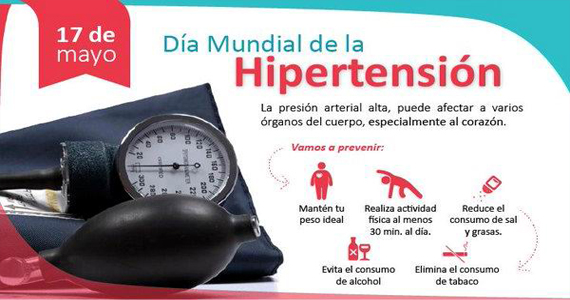 17 de
mayo
Día Mundial de la
Hipertensión
La presión arterial alta, puede afectar a varios
órganos del cuerpo, especialmente al corazón.
Vamos a prevenir:
Mantén tu
peso ideal
Realiza actividad
física al menos
30 min. al día.
Reduce el
consumo de sal
y grasas.
Evita el consumo
de alcohol
Elimina el consumo
de tabaco